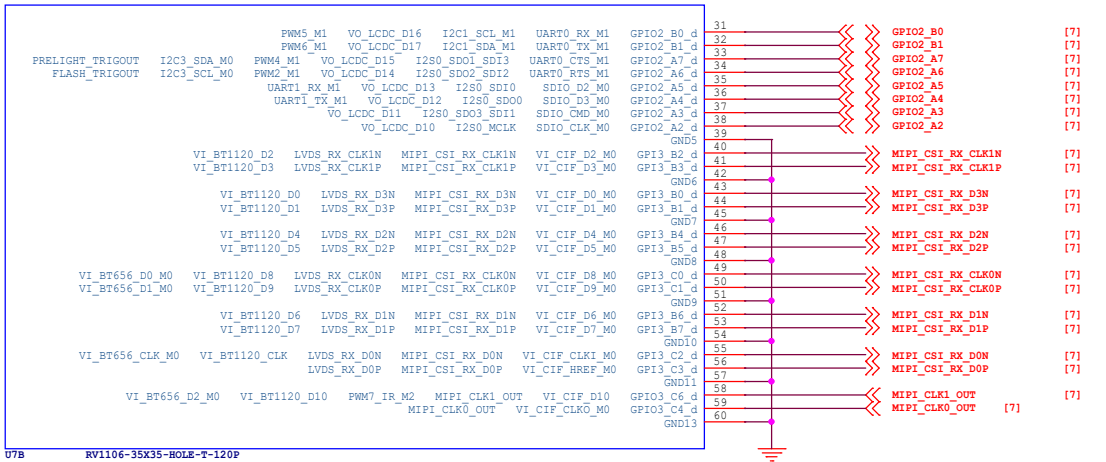 PWM5_M1 VO_LCDC_D16 I2C1_SCL_M1 UART0_RX_M1 GPIO2_B0_d 31 GPIO2_B0 [7]
PWM6_M1 VO_LCDC_D17 I2C1_SDA_M1 UART0_TX_M1 GPIO2_B1_d 32 GPIO2_B1 [7]
PRELIGHT_TRIGOUT I2C3_SDA_M0 PWM4_M1 VO_LCDC_D15 I2S0_SDO1_SDI3 UART0_CTS_M1 GPIO2_A7_d 33 GPIO2_A7 [7]
FLASH_TRIGOUT I2C3_SCL_M0 PWM2_M1 VO_LCDC_D14 I2S0_SDO2_SDI2 UART0_RTS_M1 GPIO2_A6_d 34 GPIO2_A6 [7]
UART1_RX_M1 VO_LCDC_D13 I2S0_SDI0 SDIO_D2_M0 GPIO2_A5_d 35 GPIO2_A5 [7]
UART1_TX_M1 VO_LCDC_D12 I2S0_SDO0 SDIO_D3_M0 GPIO2_A4_d 36 GPIO2_A4 [7]
VO_LCDC_D11 I2S0_SDO3_SDI1 SDIO_CMD_M0 GPIO2_A3_d 37 GPIO2_A3 [7]
VO_LCDC_D10 I2S0_MCLK SDIO_CLK_M0 GPIO2_A2_d 38 GPIO2_A2 [7]
GND5 39
VI_BT1120_D2 LVDS_RX_CLK1N MIPI_CSI_RX_CLK1N VI_CIF_D2_M0 GPI3_B2_d 40 MIPI_CSI_RX_CLK1N [7]
VI_BT1120_D3 LVDS_RX_CLK1P MIPI_CSI_RX_CLK1P VI_CIF_D3_M0 GPI3_B3_d 41 MIPI_CSI_RX_CLK1P [7]
GND6 42
VI_BT1120_D0 LVDS_RX_D3N MIPI_CSI_RX_D3N VI_CIF_D0_M0 GPI3_B0_d 43 MIPI_CSI_RX_D3N [7]
VI_BT1120_D1 LVDS_RX_D3P MIPI_CSI_RX_D3P VI_CIF_D1_M0 GPI3_B1_d 44 MIPI_CSI_RX_D3P [7]
GND7 45
VI_BT1120_D4 LVDS_RX_D2N MIPI_CSI_RX_D2N VI_CIF_D4_M0 GPI3_B4_d 46 MIPI_CSI_RX_D2N [7]
VI_BT1120_D5 LVDS_RX_D2P MIPI_CSI_RX_D2P VI_CIF_D5_M0 GPI3_B5_d 47 MIPI_CSI_RX_D2P [7]
GND8 48
VI_BT656_D0_M0 VI_BT1120_D8 LVDS_RX_CLK0N MIPI_CSI_RX_CLK0N VI_CIF_D8_M0 GPI3_C0_d 49 MIPI_CSI_RX_CLK0N [7]
VI_BT656_D1_M0 VI_BT1120_D9 LVDS_RX_CLK0P MIPI_CSI_RX_CLK0P VI_CIF_D9_M0 GPI3_C1_d 50 MIPI_CSI_RX_CLK0P [7]
GND9 51
VI_BT1120_D6 LVDS_RX_D1N MIPI_CSI_RX_D1N VI_CIF_D6_M0 GPI3_B6_d 52 MIPI_CSI_RX_D1N [7]
VI_BT1120_D7 LVDS_RX_D1P MIPI_CSI_RX_D1P VI_CIF_D7_M0 GPI3_B7_d 53 MIPI_CSI_RX_D1P [7]
GND10 54
VI_BT656_CLK_M0 VI_BT1120_CLK LVDS_RX_D0N MIPI_CSI_RX_D0N VI_CIF_CLKI_M0 GPI3_C2_d 55 MIPI_CSI_RX_D0N [7]
LVDS_RX_D0P MIPI_CSI_RX_D0P VI_CIF_HREF_M0 GPI3_C3_d 56 MIPI_CSI_RX_D0P [7]
GND11 57
VI_BT656_D2_M0 VI_BT1120_D10 PWM7_IR_M2 MIPI_CLK1_OUT VI_CIF_D10 GPIO3_C6_d 58 MIPI_CLK1_OUT [7]
MIPI_CLK0_OUT VI_CIF_CLKO_M0 GPIO3_C4_d 59 MIPI_CLK0_OUT [7]
GND13 60
U7B RV1106-35X35-HOLE-T-120P